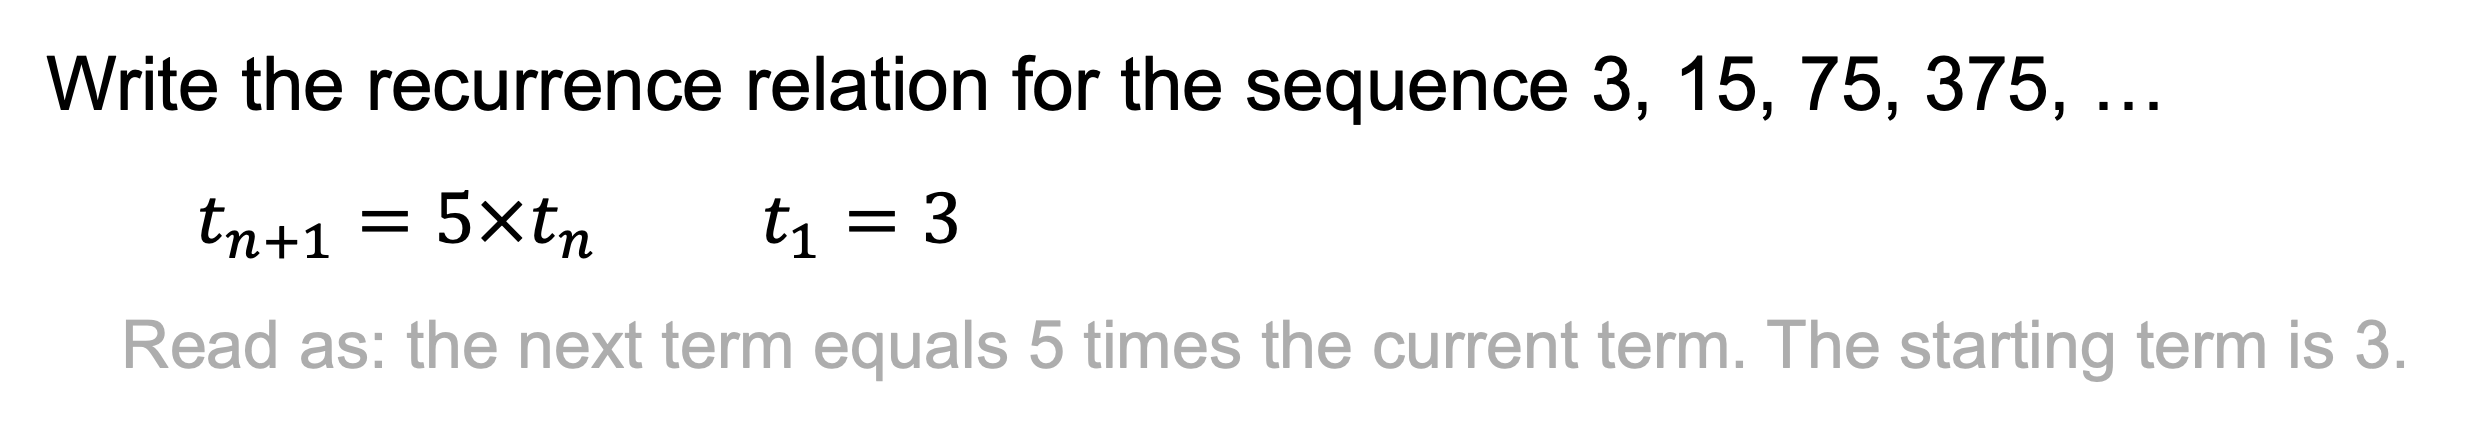 Write the recurrence relation for the sequence 3, 15, 75, 375, …
tₙ₊₁ = 5×tₙ t₁ = 3
Read as: the next term equals 5 times the current term. The starting term is 3.